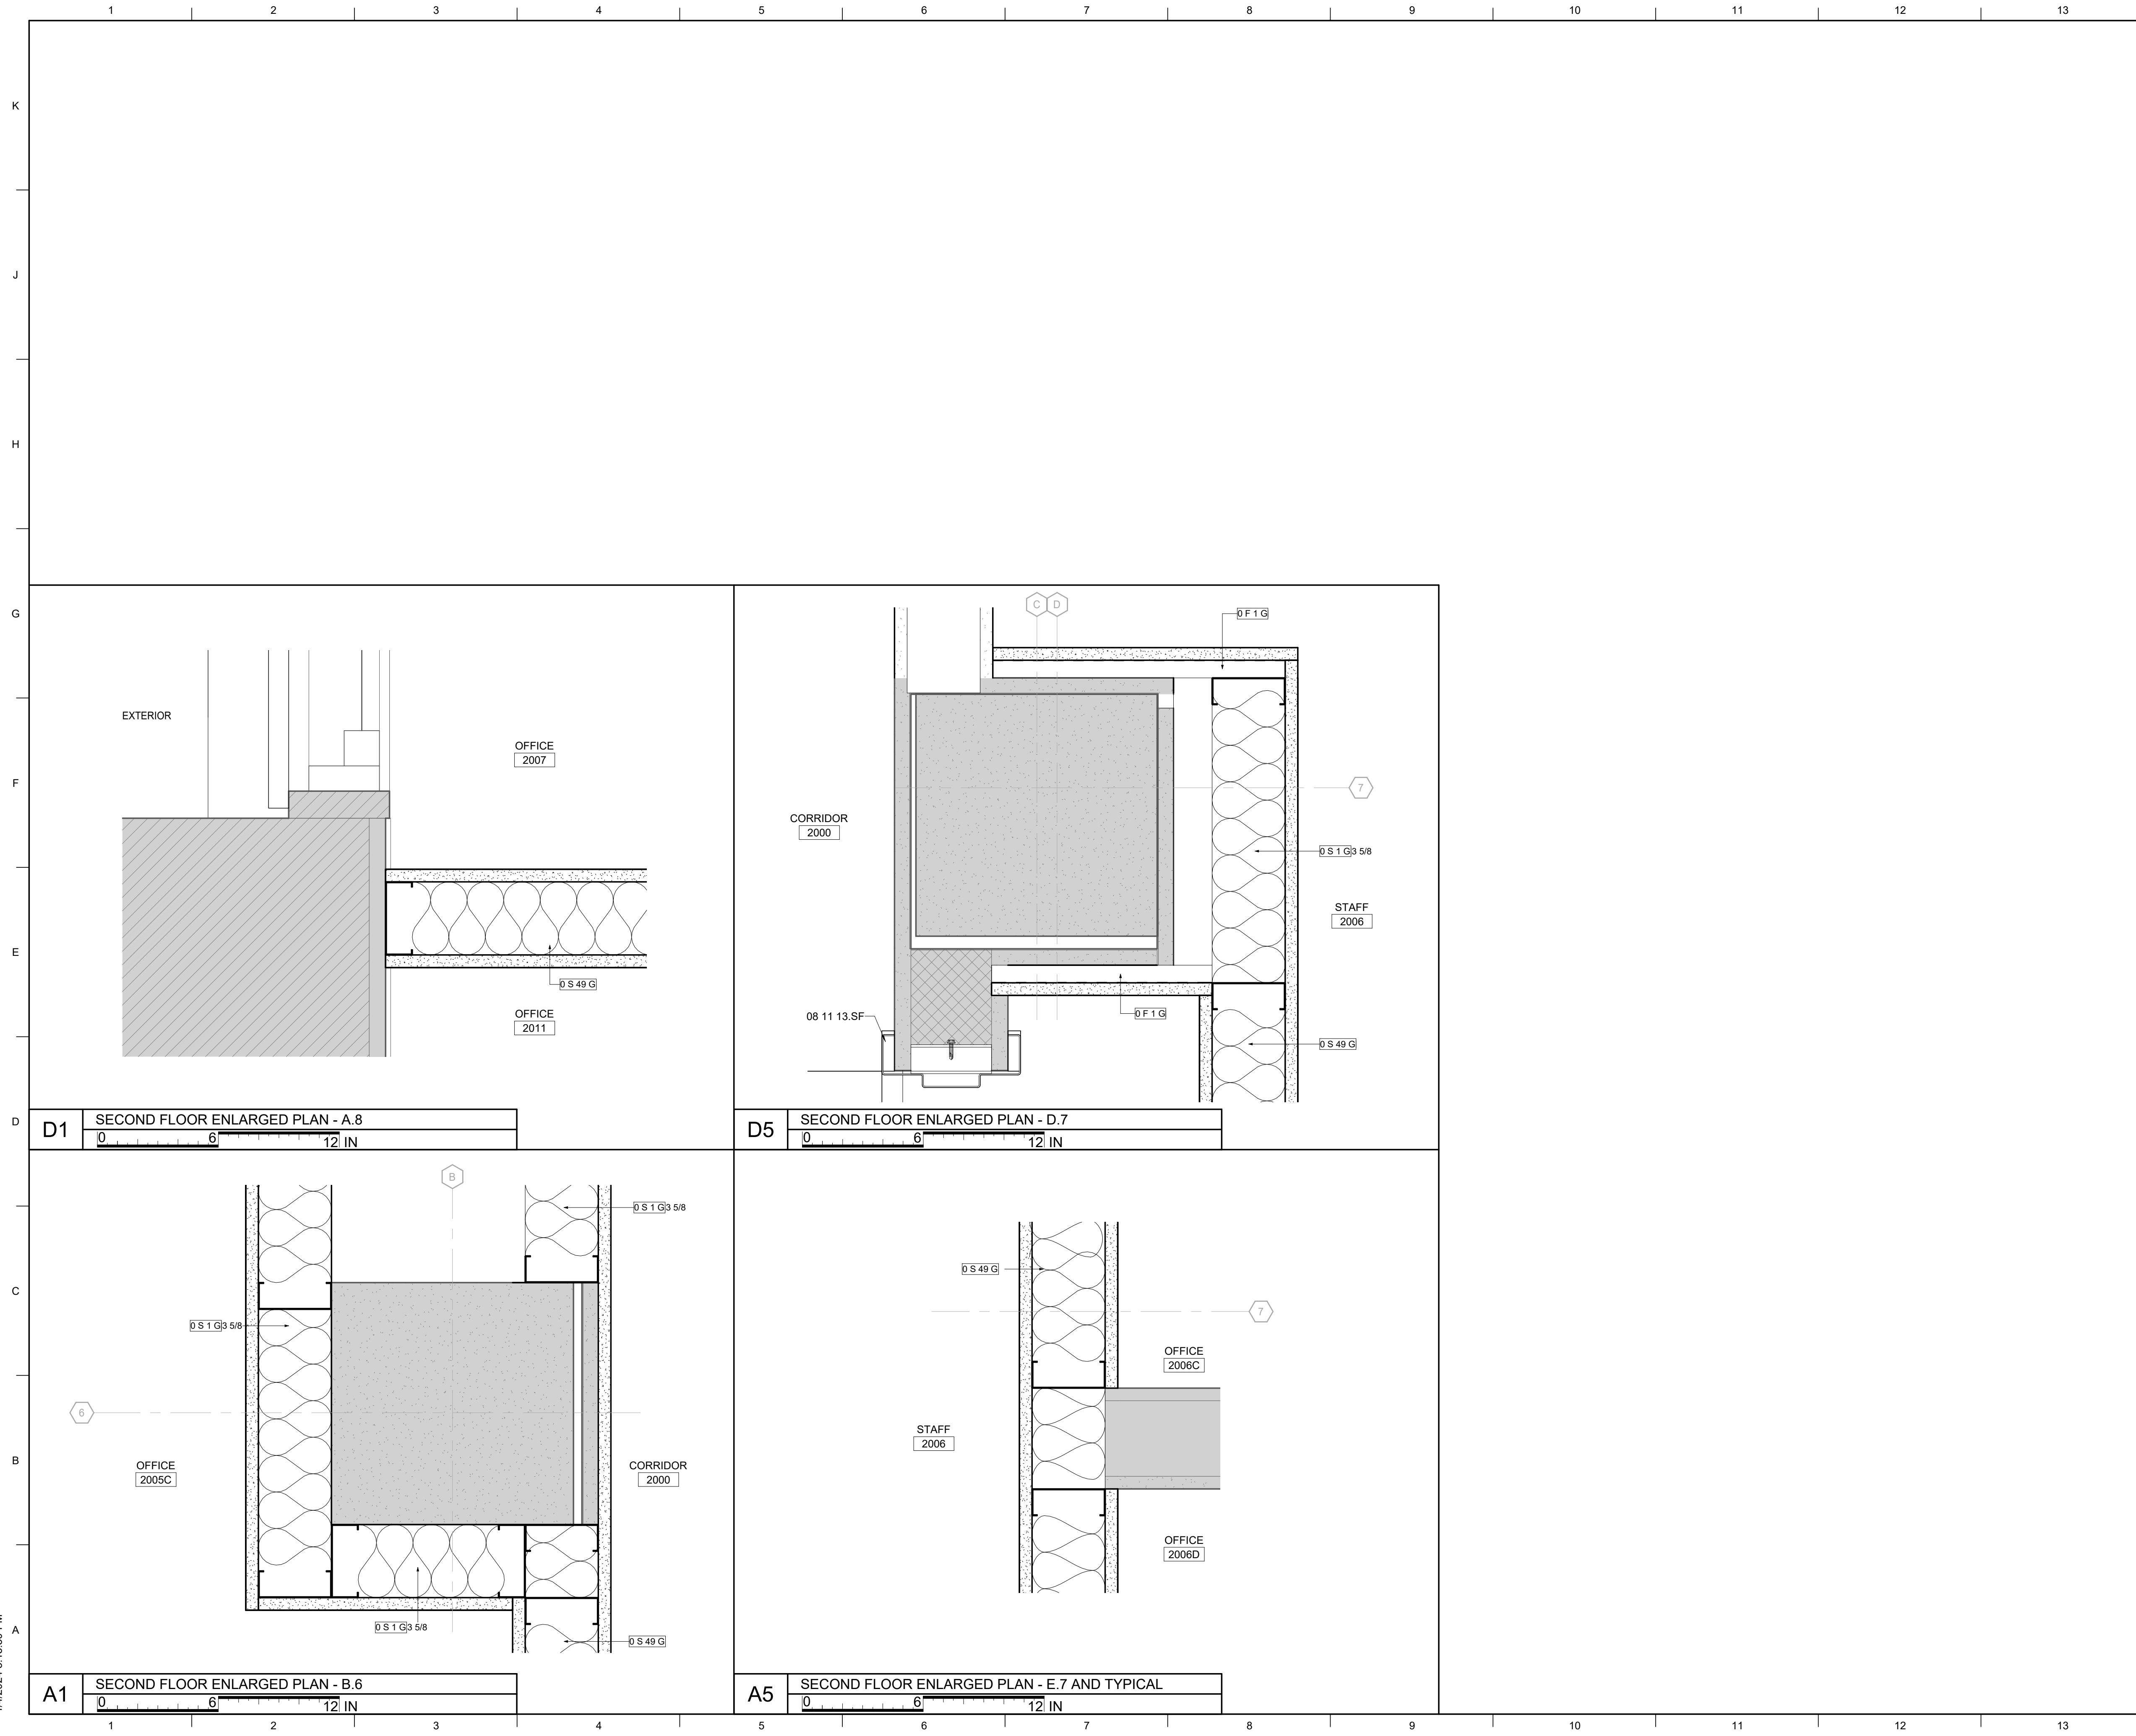 1 2 3 4 5 6 7 8 9 10 11 12 13
K
J
H
G
F
E
D
C
B
A
EXTERIOR
OFFICE
2007
0 S 49 G
OFFICE
2011
D1
SECOND FLOOR ENLARGED PLAN - A.8
0 6 12 IN
C D
0 F 1 G
7
CORRIDOR
2000
0 S 1 G 3 5/8
STAFF
2006
08 11 13.SF
0 F 1 G
0 S 49 G
D5
SECOND FLOOR ENLARGED PLAN - D.7
0 6 12 IN
B
0 S 1 G 3 5/8
0 S 1 G 3 5/8
6
OFFICE
2005C
CORRIDOR
2000
0 S 1 G 3 5/8
0 S 49 G
A1
SECOND FLOOR ENLARGED PLAN - B.6
0 6 12 IN
0 S 49 G
7
OFFICE
2006C
STAFF
2006
OFFICE
2006D
A5
SECOND FLOOR ENLARGED PLAN - E.7 AND TYPICAL
0 6 12 IN
1 2 3 4 5 6 7 8 9 10 11 12 13